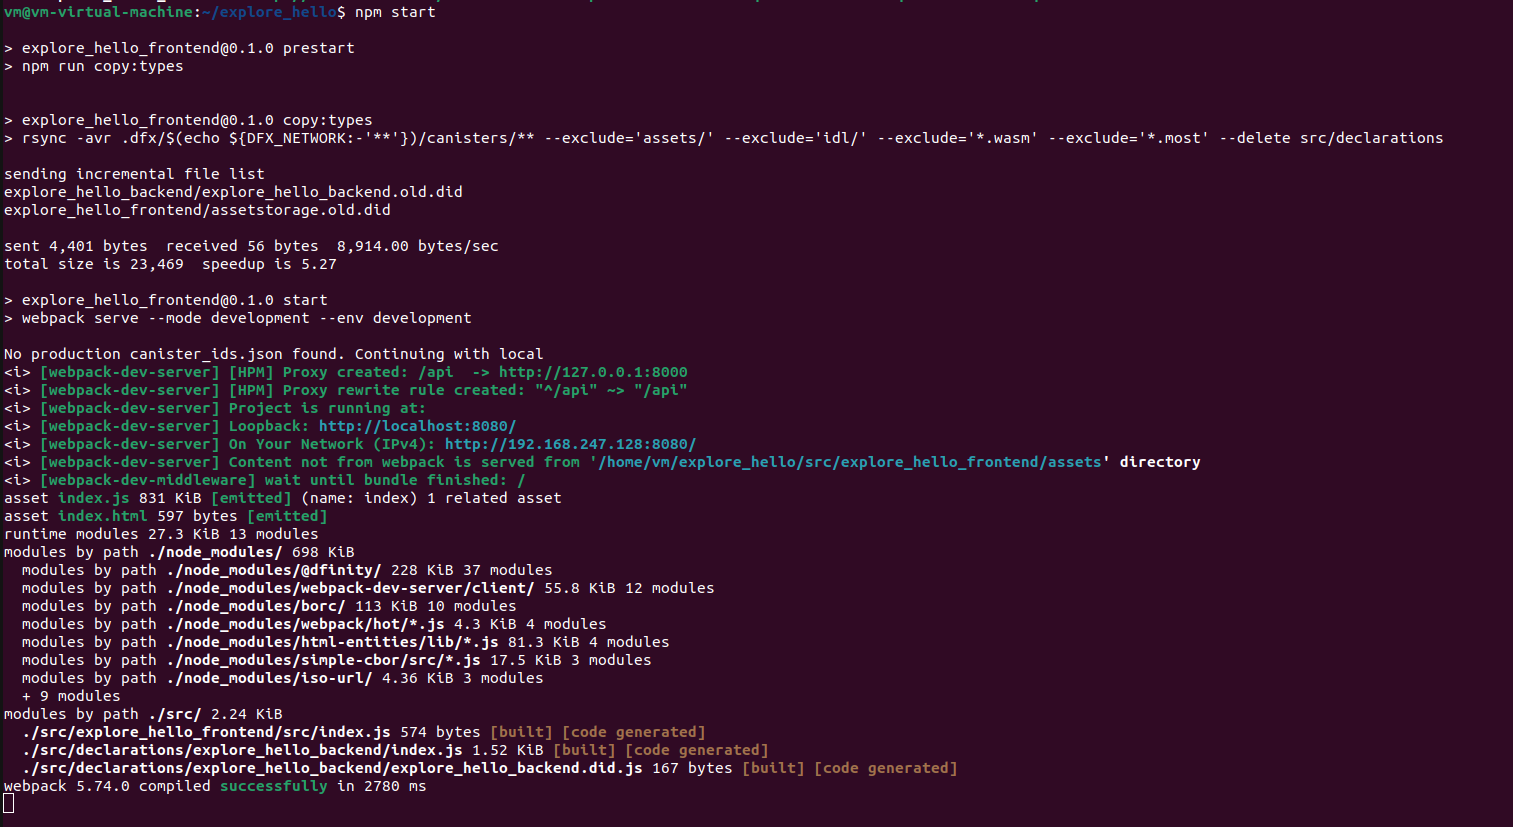 vm@vm-virtual-machine:~/explore_hello$ npm start
> explore_hello_frontend@0.1.0 prestart
> npm run copy:types
> explore_hello_frontend@0.1.0 copy:types
> rsync -avr .dfx/$(echo ${DFX_NETWORK:-'**'})/canisters/** --exclude='assets/' --exclude='idl/' --exclude='*.wasm' --exclude='*.most' --delete src/declarations
sending incremental file list
explore_hello_backend/explore_hello_backend.old.did
explore_hello_frontend/assetstorage.old.did
sent 4,401 bytes  received 56 bytes  8,914.00 bytes/sec
total size is 23,469  speedup is 5.27
> explore_hello_frontend@0.1.0 start
> webpack serve --mode development --env development
No production canister_ids.json found. Continuing with local
<i> [webpack-dev-server] [HPM] Proxy created: /api  -> http://127.0.0.1:8000
<i> [webpack-dev-server] [HPM] Proxy rewrite rule created: "^/api" ~> "/api"
<i> [webpack-dev-server] Project is running at:
<i> [webpack-dev-server] Loopback: http://localhost:8080/
<i> [webpack-dev-server] On Your Network (IPv4): http://192.168.247.128:8080/
<i> [webpack-dev-server] Content not from webpack is served from '/home/vm/explore_hello/src/explore_hello_frontend/assets' directory
<i> [webpack-dev-middleware] wait until bundle finished: /
asset index.js 831 KiB [emitted] (name: index) 1 related asset
asset index.html 597 bytes [emitted]
runtime modules 27.3 KiB 13 modules
modules by path ./node_modules/ 698 KiB
  modules by path ./node_modules/@dfinity/ 228 KiB 37 modules
  modules by path ./node_modules/webpack-dev-server/client/ 55.8 KiB 12 modules
  modules by path ./node_modules/borc/ 113 KiB 10 modules
  modules by path ./node_modules/webpack/hot/*.js 4.3 KiB 4 modules
  modules by path ./node_modules/html-entities/lib/*.js 81.3 KiB 4 modules
  modules by path ./node_modules/simple-cbor/src/*.js 17.5 KiB 3 modules
  modules by path ./node_modules/iso-url/ 4.36 KiB 3 modules
  + 9 modules
modules by path ./src/ 2.24 KiB
  ./src/explore_hello_frontend/src/index.js 574 bytes [built] [code generated]
  ./src/declarations/explore_hello_backend/index.js 1.52 KiB [built] [code generated]
  ./src/declarations/explore_hello_backend/explore_hello_backend.did.js 167 bytes [built] [code generated]
webpack 5.74.0 compiled successfully in 2780 ms